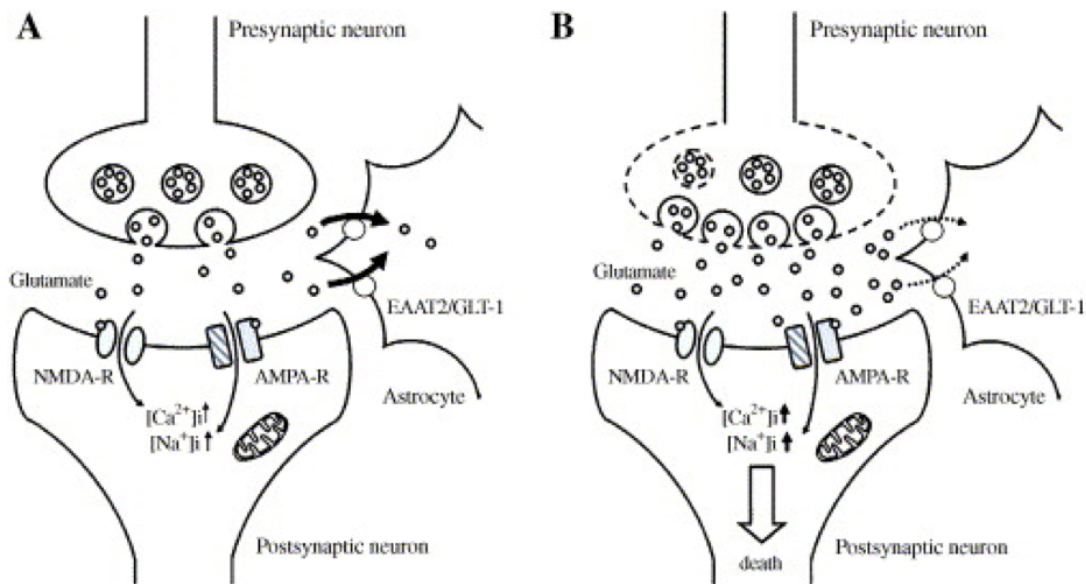 A
Presynaptic neuron
Glutamate
EAAT2/GLT-1
NMDA-R
AMPA-R
Astrocyte
[Ca²⁺]i
[Na⁺]i
Postsynaptic neuron
B
Presynaptic neuron
Glutamate
EAAT2/GLT-1
NMDA-R
AMPA-R
Astrocyte
[Ca²⁺]i
[Na⁺]i
death
Postsynaptic neuron